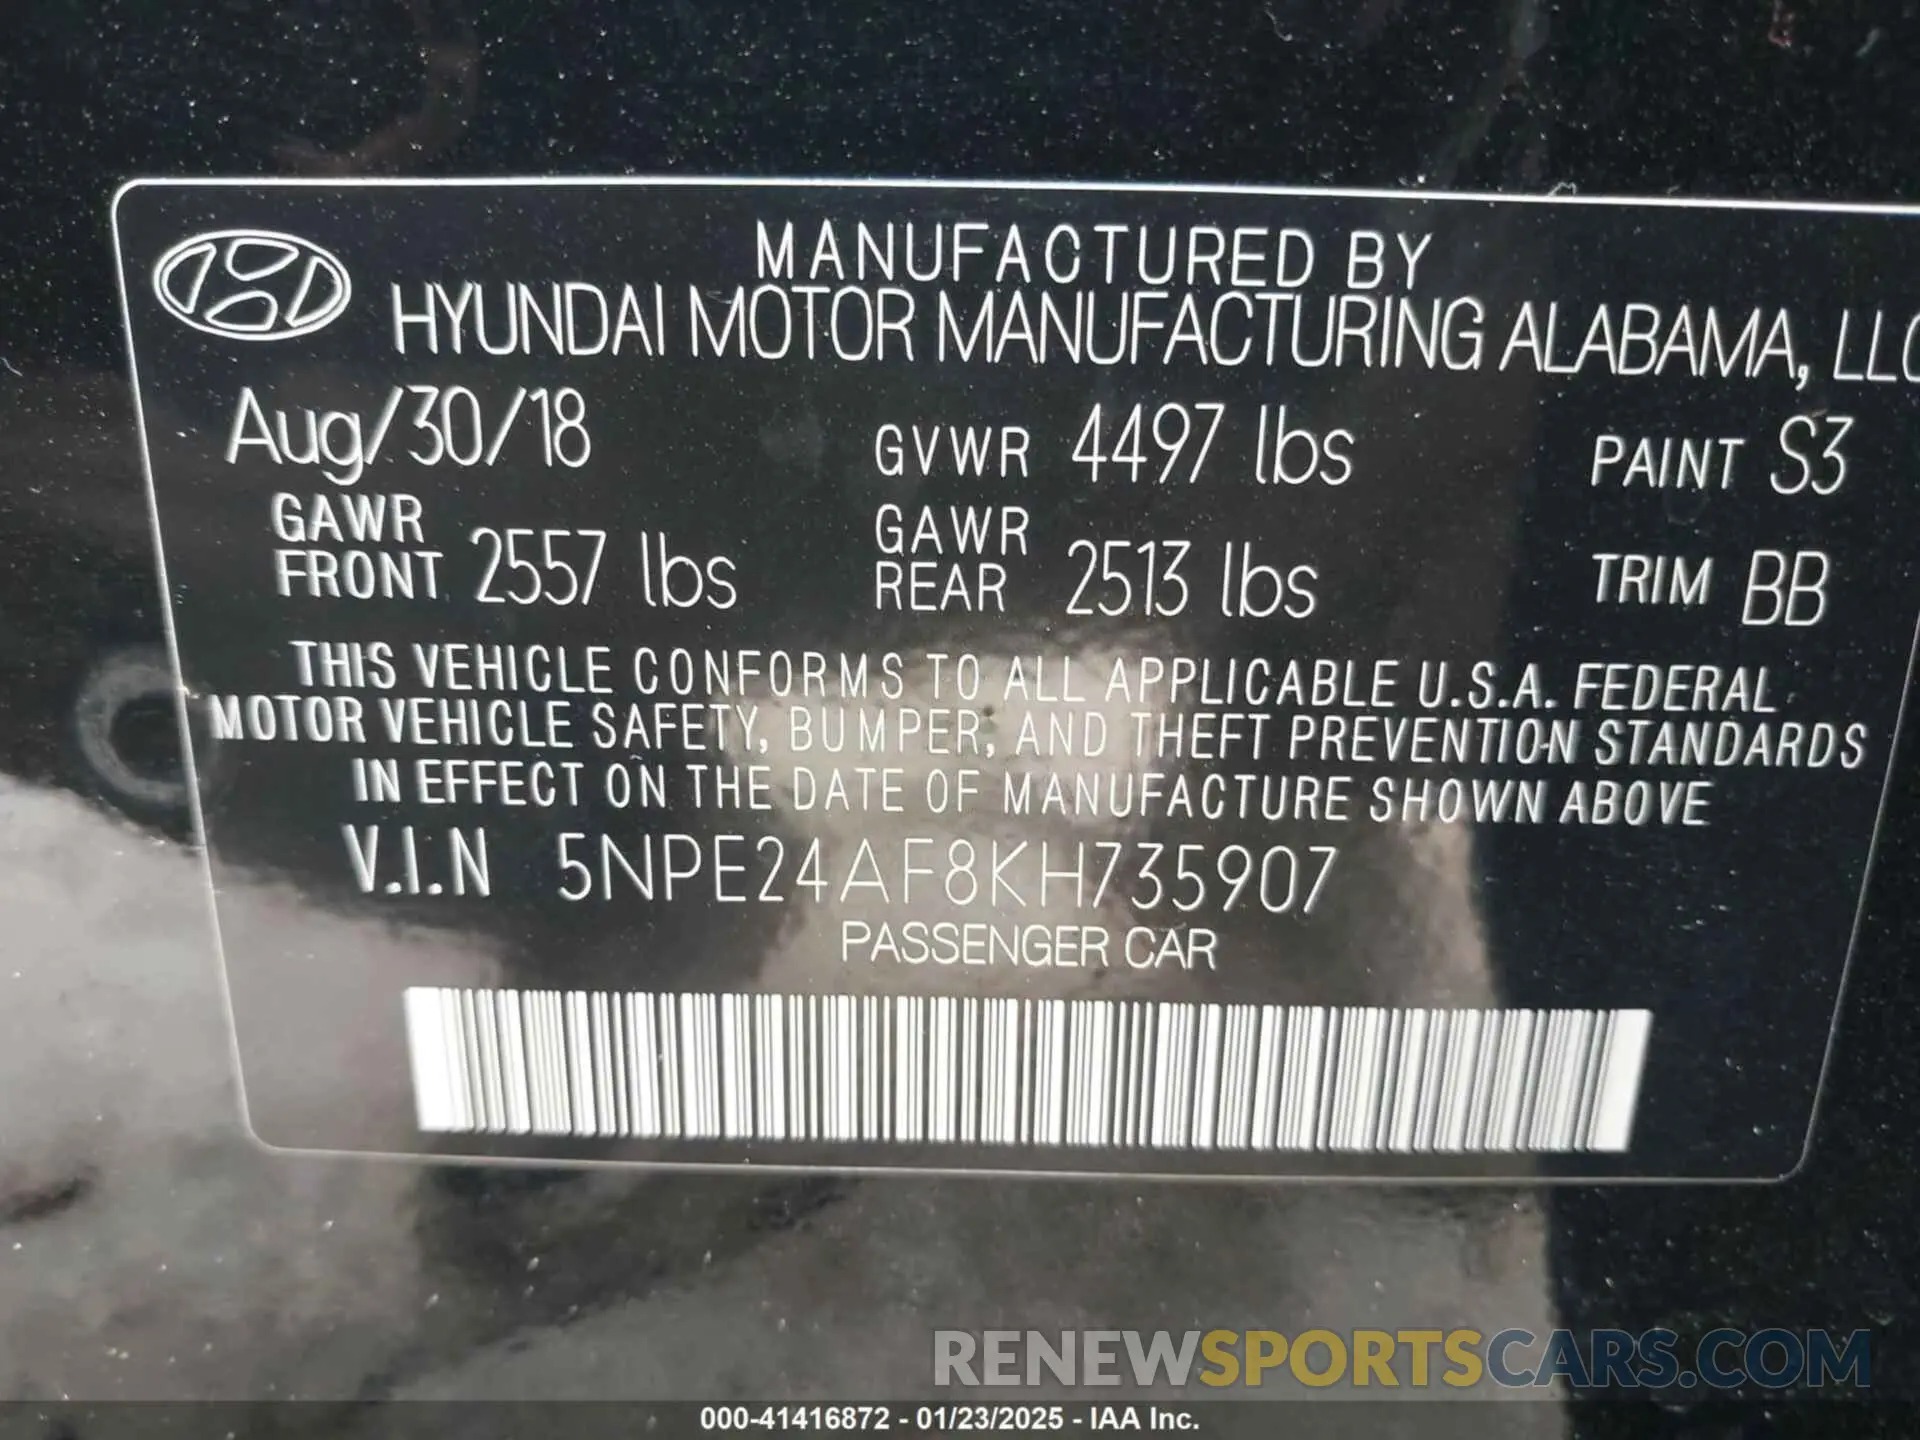 MANUFACTURED BY
HYUNDAI MOTOR MANUFACTURING ALABAMA, LLC
Aug/30/18 GVWR 4497 lbs PAINT S3
GAWR FRONT 2557 lbs GAWR REAR 2513 lbs TRIM BB
THIS VEHICLE CONFORMS TO ALL APPLICABLE U.S.A. FEDERAL
MOTOR VEHICLE SAFETY, BUMPER, AND THEFT PREVENTION STANDARDS
IN EFFECT ON THE DATE OF MANUFACTURE SHOWN ABOVE
V.I.N 5NPE24AF8KH735907
PASSENGER CAR
RENEWSPORTSCARS.COM
000-41416872 - 01/23/2025 - IAA Inc.